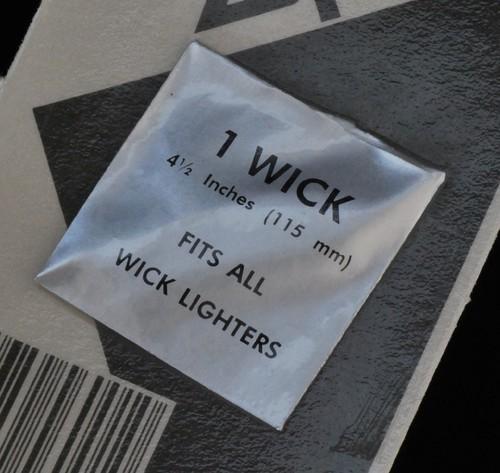 1 WICK
4½ Inches (115 mm)
FITS ALL
WICK LIGHTERS